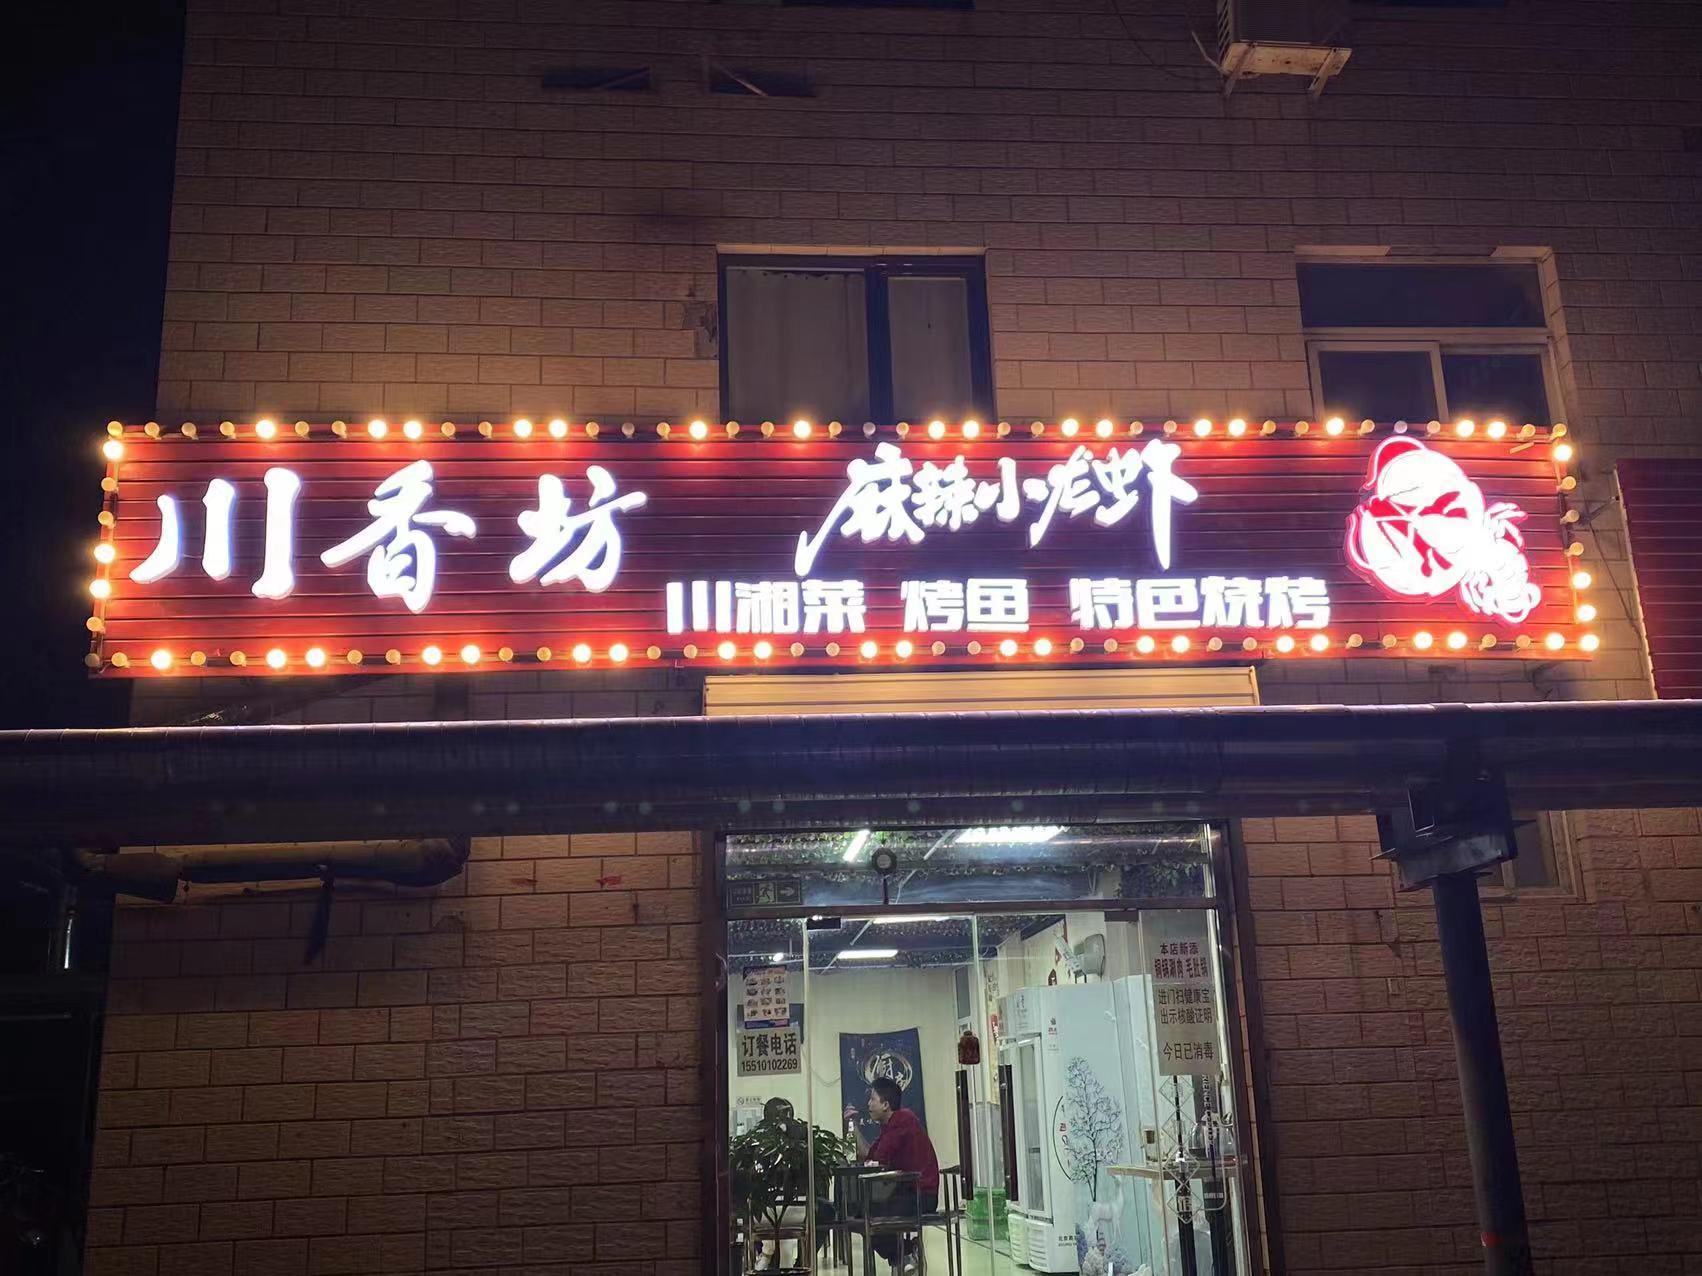 川香坊
麻辣小龙虾
川湘菜 烤鱼 特色烧烤
本店新添
铜锅涮肉 毛肚锅
进门扫健康宝
出示核酸证明
今日已消毒
订餐电话
15510102269